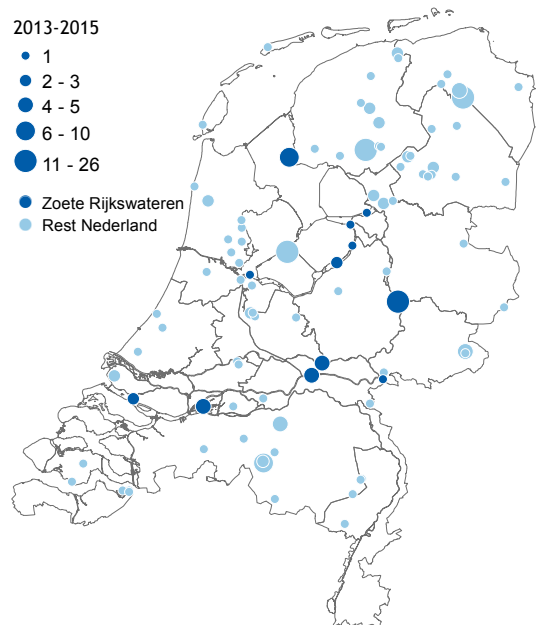 2013-2015
1
2 - 3
4 - 5
6 - 10
11 - 26
Zoete Rijkswateren
Rest Nederland